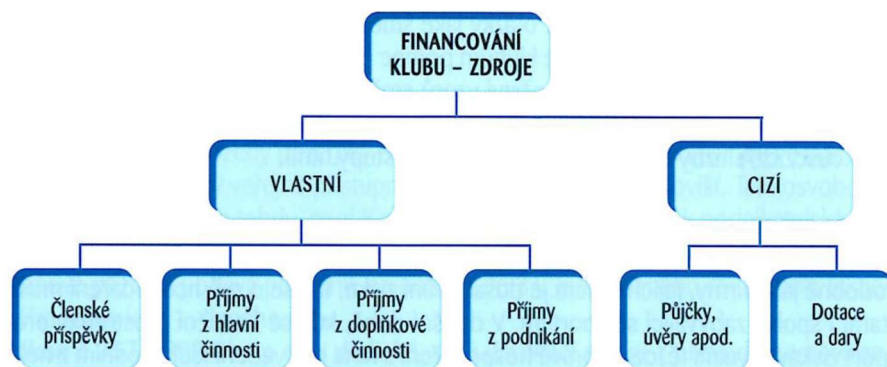 FINANCOVÁNÍ
KLUBU – ZDROJE
VLASTNÍ
CIZÍ
Členské
příspěvky
Příjmy
z hlavní
činnosti
Příjmy
z doplňkové
činnosti
Příjmy
z podnikání
Půjčky,
úvěry apod.
Dotace
a dary